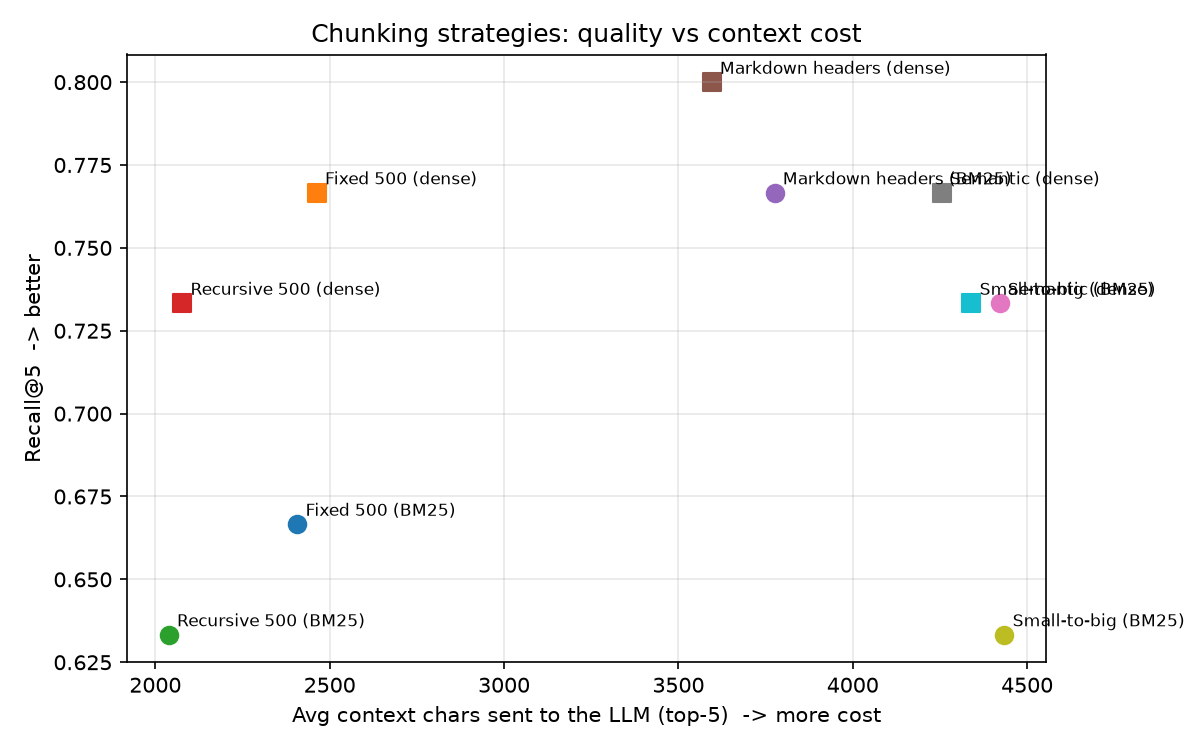 Chunking strategies: quality vs context cost
Recall@5 -> better
0.800
0.775
0.750
0.725
0.700
0.675
0.650
0.625
Markdown headers (dense)
Fixed 500 (dense)
Markdown headers (BM25)
Semantic (dense)
Recursive 500 (dense)
Small-to-big (dense)
Semantic (BM25)
Fixed 500 (BM25)
Recursive 500 (BM25)
Small-to-big (BM25)
2000
2500
3000
3500
4000
4500
Avg context chars sent to the LLM (top-5) -> more cost